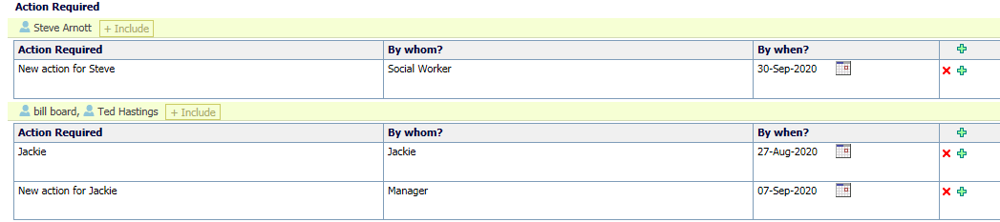 Action Required
Steve Arnott + Include
Action Required By whom? By when?
New action for Steve Social Worker 30-Sep-2020
bill board, Ted Hastings + Include
Action Required By whom? By when?
Jackie Jackie 27-Aug-2020
New action for Jackie Manager 07-Sep-2020